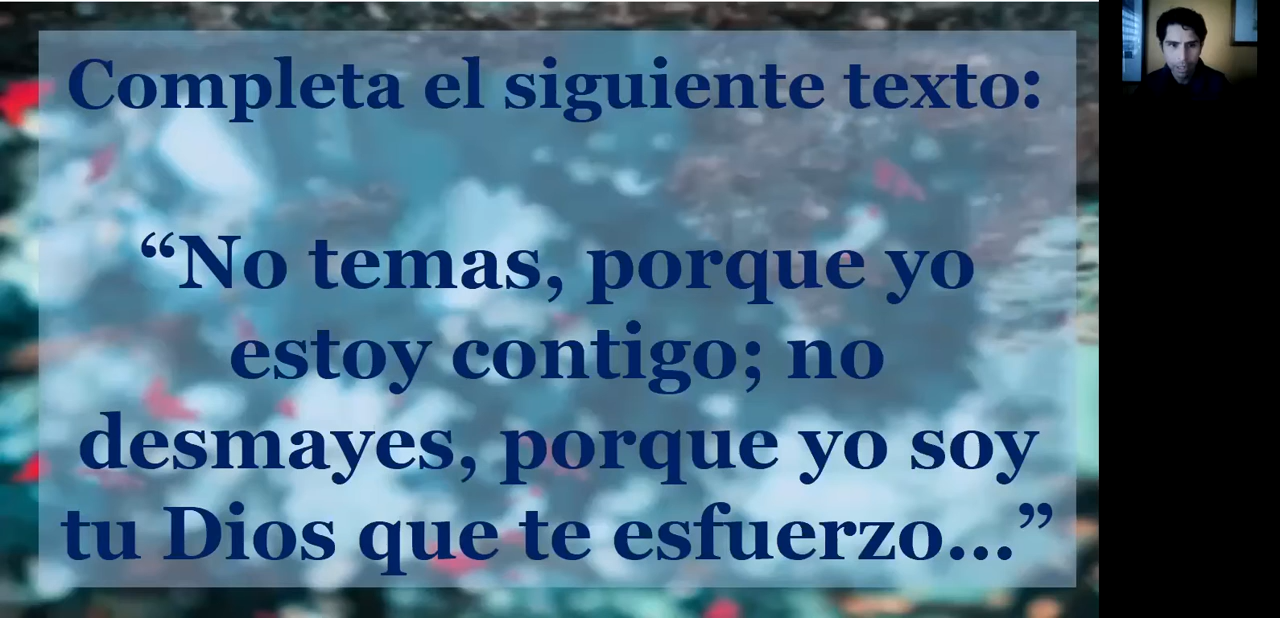 Completa el siguiente texto:
“No temas, porque yo
estoy contigo; no
desmayes, porque yo soy
tu Dios que te esfuerzo...”